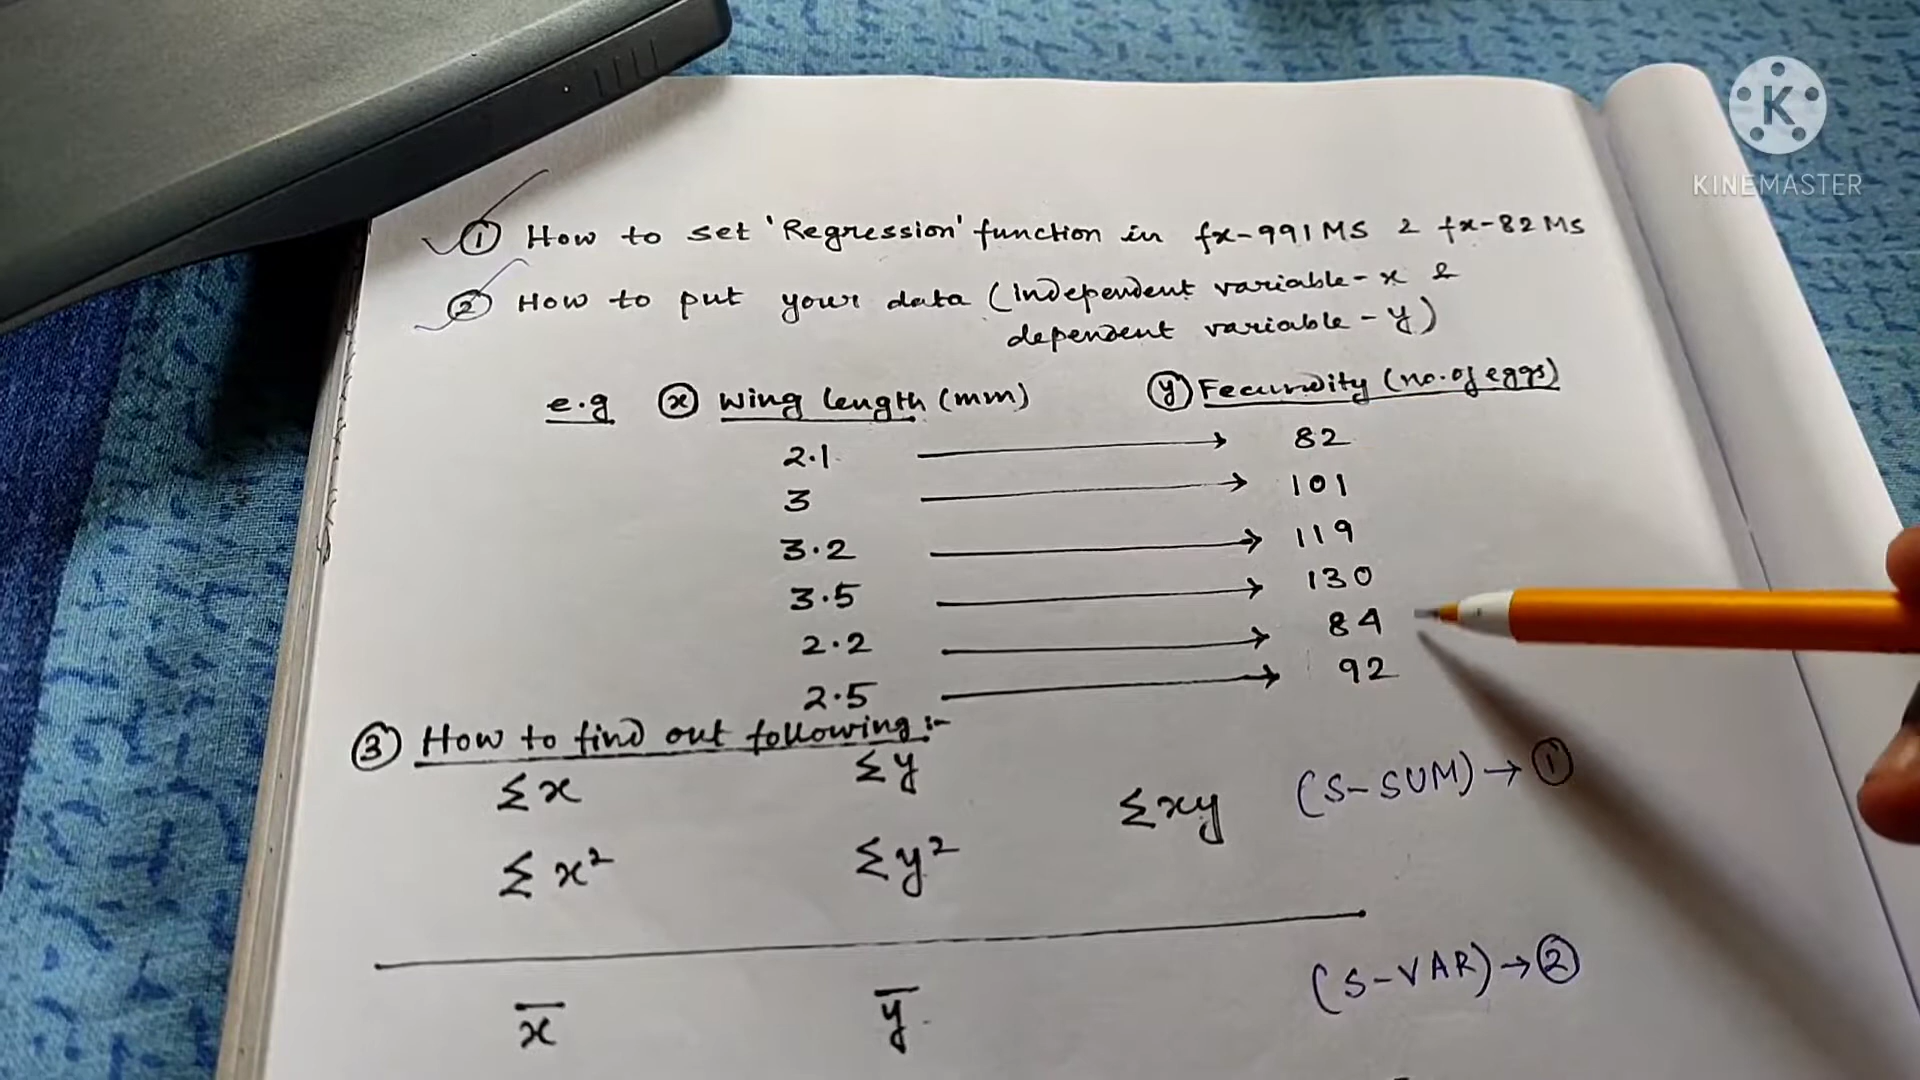 K
KINEMASTER
① How to set 'Regression' function in fx-991MS & fx-82MS
② How to put your data (independent variable-x &
dependent variable-y)
e.g ⓧ wing length (mm) ⓨ Fecundity (no. of eggs)
2.1 → 82
3 → 101
3.2 → 119
3.5 → 130
2.2 → 84
2.5 → 92
③ How to find out following:-
Σx Σy Σxy (S-SUM) → ①
Σx² Σy²
x̄ ȳ (S-VAR) → ②